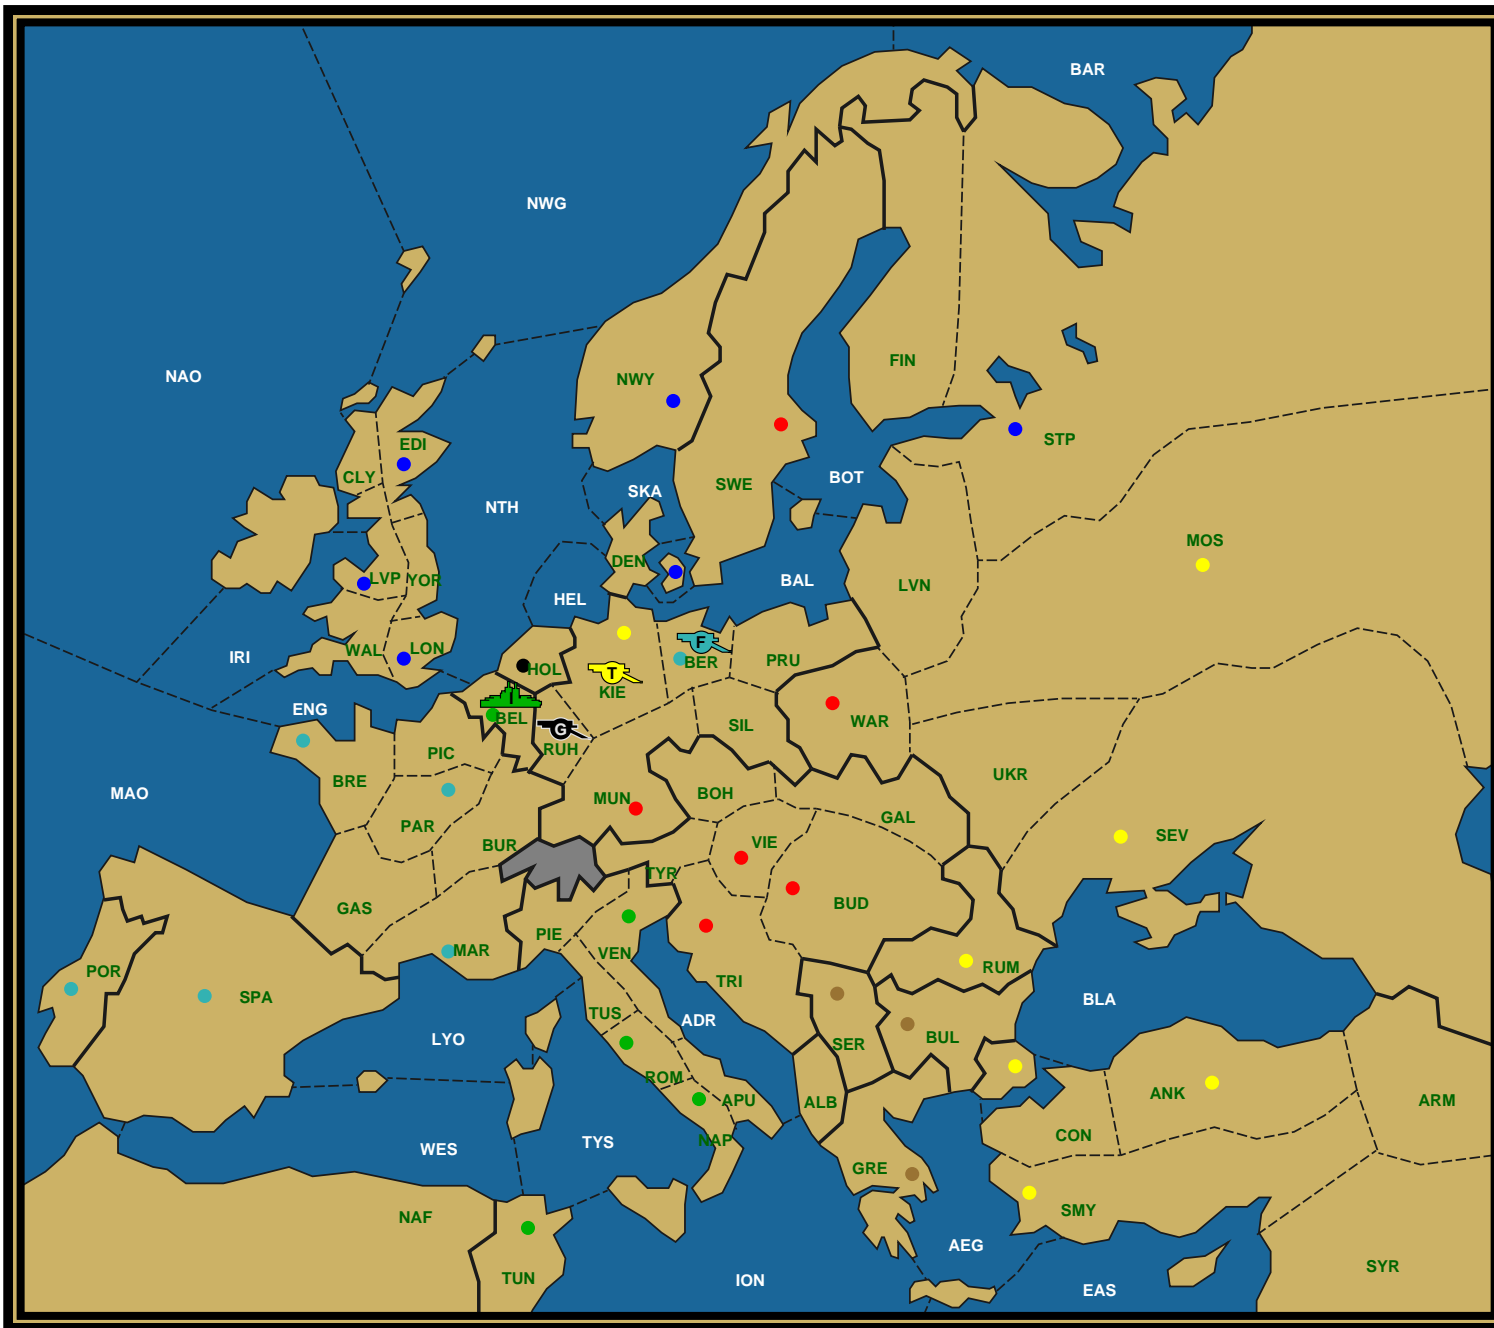 BAR
NWG
NAO
FIN
NWY
EDI
STP
CLY
SWE
BOT
SKA
NTH
MOS
DEN
LVP
YOR
BAL
LVN
HEL
IRI
WAL
LON
F
HOL
BER
PRU
T
KIE
ENG
I
BEL
G
WAR
SIL
RUH
PIC
BRE
UKR
MAO
BOH
MUN
GAL
PAR
SEV
BUR
VIE
TYR
BUD
GAS
PIE
MAR
VEN
RUM
POR
SPA
TRI
BLA
TUS
ADR
BUL
LYO
SER
ROM
ANK
APU
ALB
ARM
CON
NAP
TYS
WES
GRE
SMY
NAF
AEG
SYR
TUN
ION
EAS